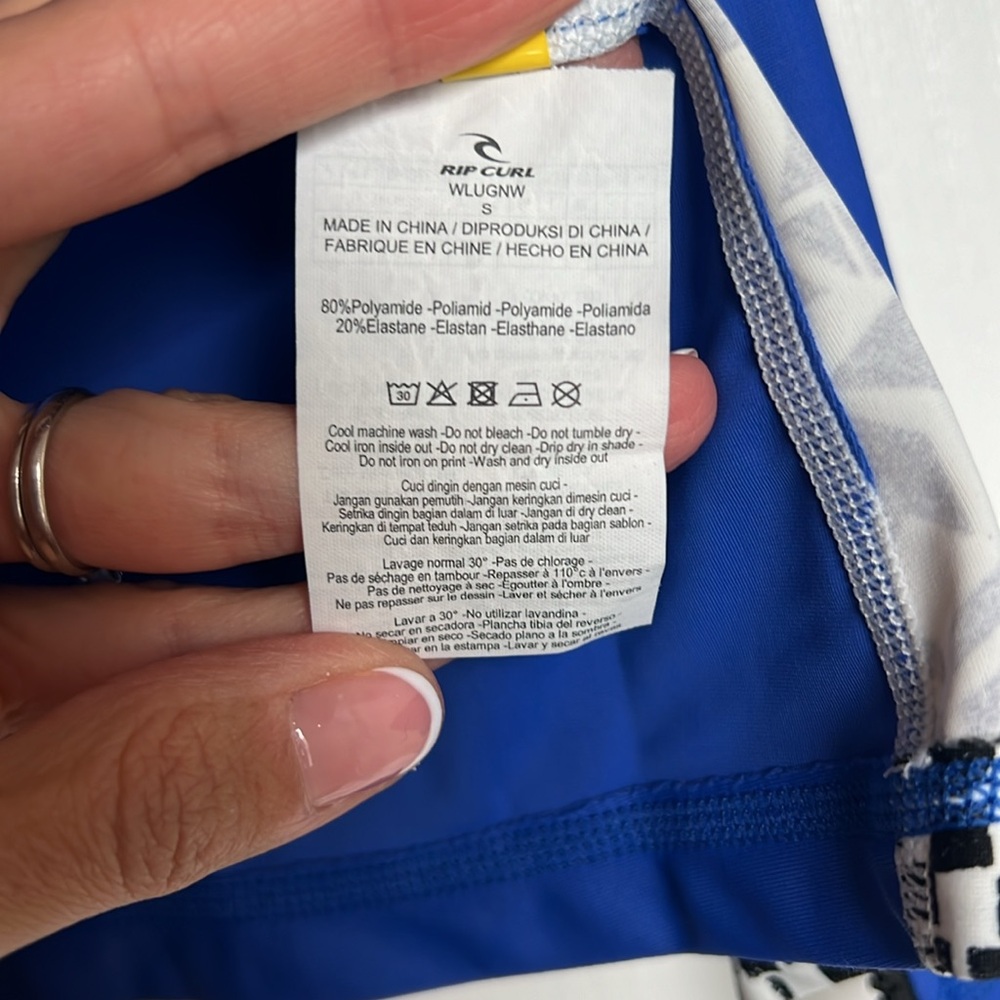 RIP CURL
WLUGNW
S
MADE IN CHINA / DIPRODUKSI DI CHINA /
FABRIQUE EN CHINE / HECHO EN CHINA
80%Polyamide -Poliamid -Polyamide -Poliamida
20%Elastane -Elastan -Elasthane -Elastano
30
Cool machine wash -Do not bleach -Do not tumble dry -
Cool iron inside out -Do not dry clean -Drip dry in shade -
Do not iron on print -Wash and dry inside out
Cuci dingin dengan mesin cuci -
Jangan gunakan pemutih -Jangan keringkan dimesin cuci -
Setrika dingin bagian dalam di luar -Jangan di dry clean -
Keringkan di tempat teduh -Jangan setrika pada bagian sablon -
Cuci dan keringkan bagian dalam di luar
Lavage normal 30° -Pas de chlorage -
Pas de séchage en tambour -Repasser à 110°c à l'envers -
Pas de nettoyage à sec -Egoutter à l'ombre -
Ne pas repasser sur le dessin -Laver et sécher à l'envers
Lavar a 30° -No utilizar lavandina -
secar en secadora -Plancha tibia del reverso -
en seco -Secado plano a la sombra -
en la estampa -Lavar y secar al